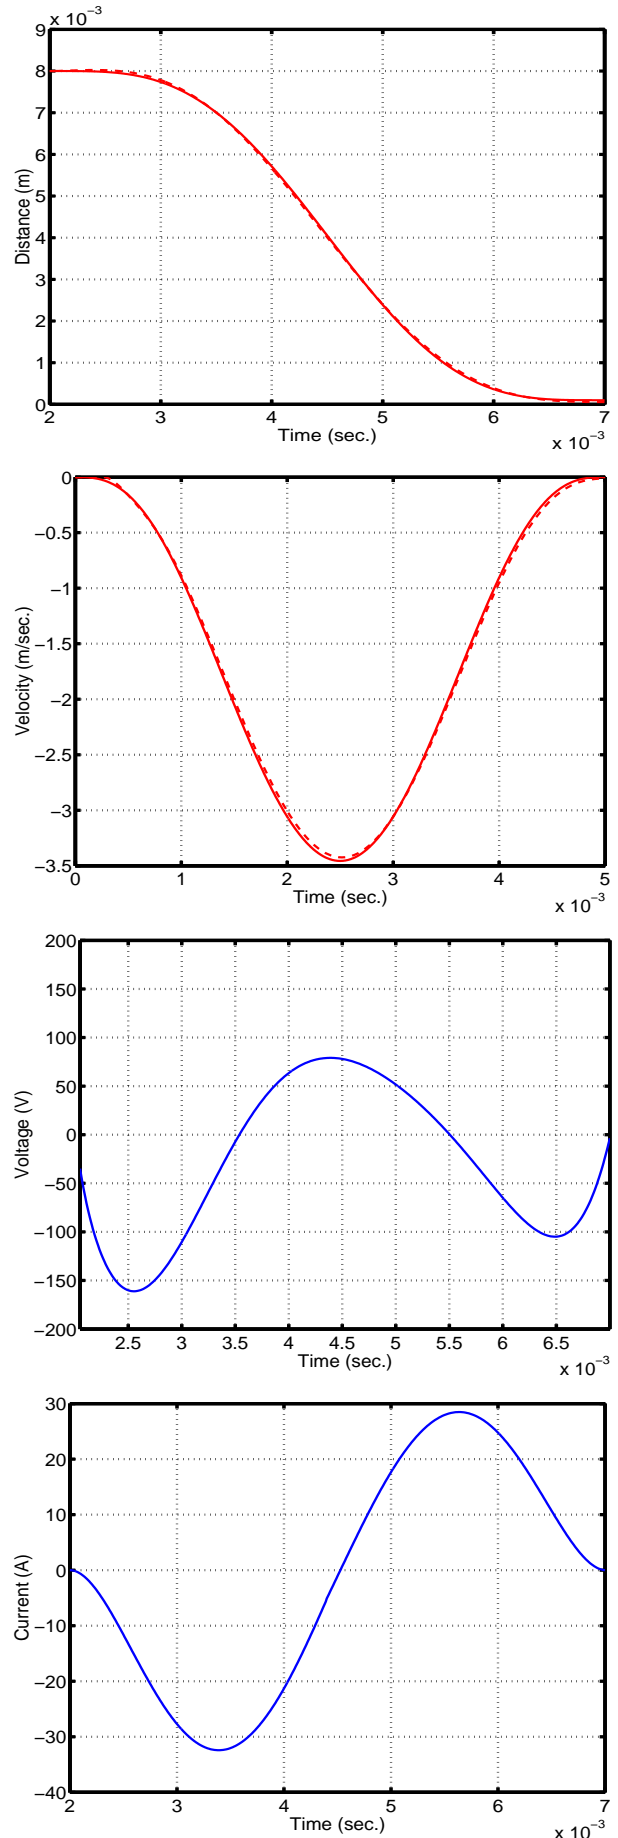 x 10⁻³
9
8
7
6
5
4
3
2
1
0
Distance (m)
2 3 4 5 6 7
Time (sec.)
x 10⁻³
0
−0.5
−1
−1.5
−2
−2.5
−3
−3.5
Velocity (m/sec.)
0 1 2 3 4 5
Time (sec.)
x 10⁻³
200
150
100
50
0
−50
−100
−150
−200
Voltage (V)
2.5 3 3.5 4 4.5 5 5.5 6 6.5
Time (sec.)
x 10⁻³
30
20
10
0
−10
−20
−30
−40
Current (A)
2 3 4 5 6 7
Time (sec.)
x 10⁻³